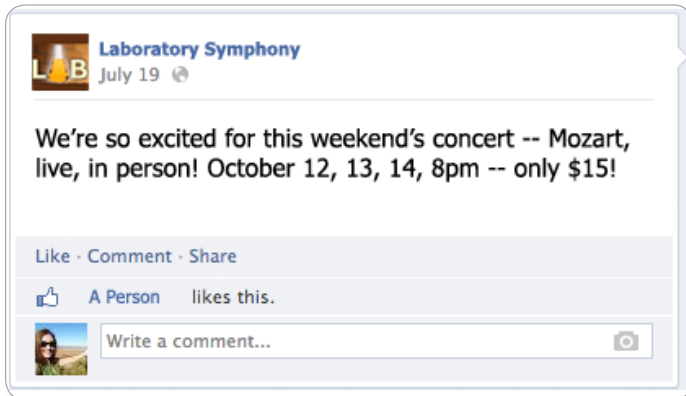 LAB
Laboratory Symphony
July 19
We’re so excited for this weekend’s concert -- Mozart,
live, in person! October 12, 13, 14, 8pm -- only $15!
Like · Comment · Share
A Person likes this.
Write a comment...